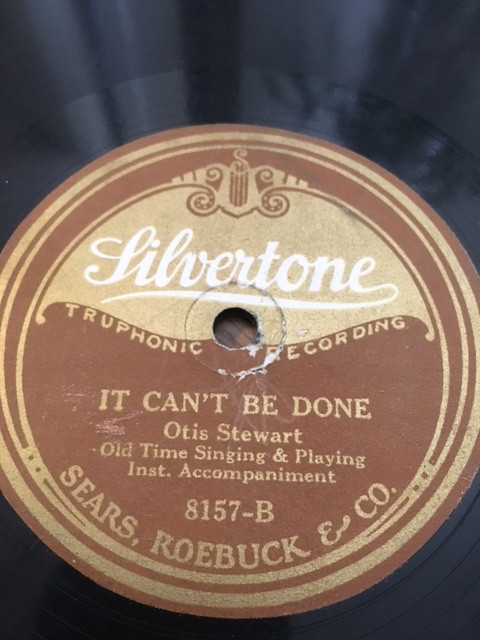 S
Silvertone
TRUPHONIC RECORDING
IT CAN'T BE DONE
Otis Stewart
Old Time Singing & Playing
Inst. Accompaniment
8157-B
SEARS, ROEBUCK & CO.